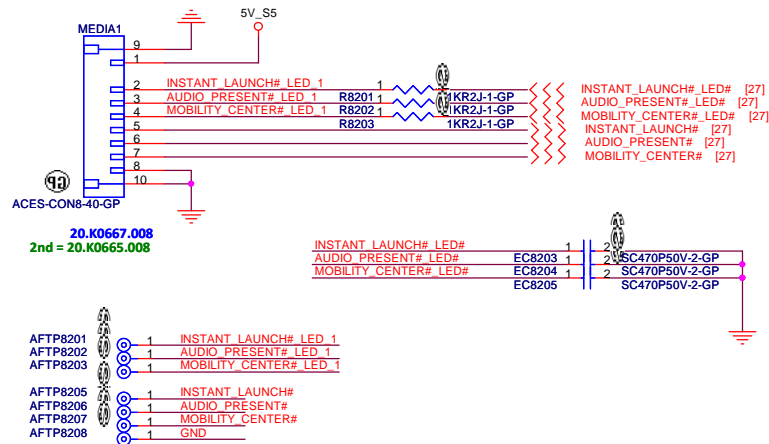 5V_S5
MEDIA1
9
1
2 INSTANT_LAUNCH#_LED_1 1 INSTANT_LAUNCH#_LED# [27]
3 AUDIO_PRESENT#_LED_1 R8201 1 1KR2J-1-GP AUDIO_PRESENT#_LED# [27]
4 MOBILITY_CENTER#_LED_1 R8202 1 1KR2J-1-GP MOBILITY_CENTER#_LED# [27]
5 R8203 1KR2J-1-GP INSTANT_LAUNCH# [27]
6 AUDIO_PRESENT# [27]
7 MOBILITY_CENTER# [27]
8
10
GP
ACES-CON8-40-GP
20.K0667.008
2nd = 20.K0665.008
INSTANT_LAUNCH#_LED# 1 2
AUDIO_PRESENT#_LED# EC8203 1 2 SC470P50V-2-GP
MOBILITY_CENTER#_LED# EC8204 1 2 SC470P50V-2-GP
EC8205 SC470P50V-2-GP
AFTP8201 1 INSTANT_LAUNCH#_LED_1
AFTP8202 1 AUDIO_PRESENT#_LED_1
AFTP8203 1 MOBILITY_CENTER#_LED_1
AFTP8205 1 INSTANT_LAUNCH#
AFTP8206 1 AUDIO_PRESENT#
AFTP8207 1 MOBILITY_CENTER#
AFTP8208 1 GND